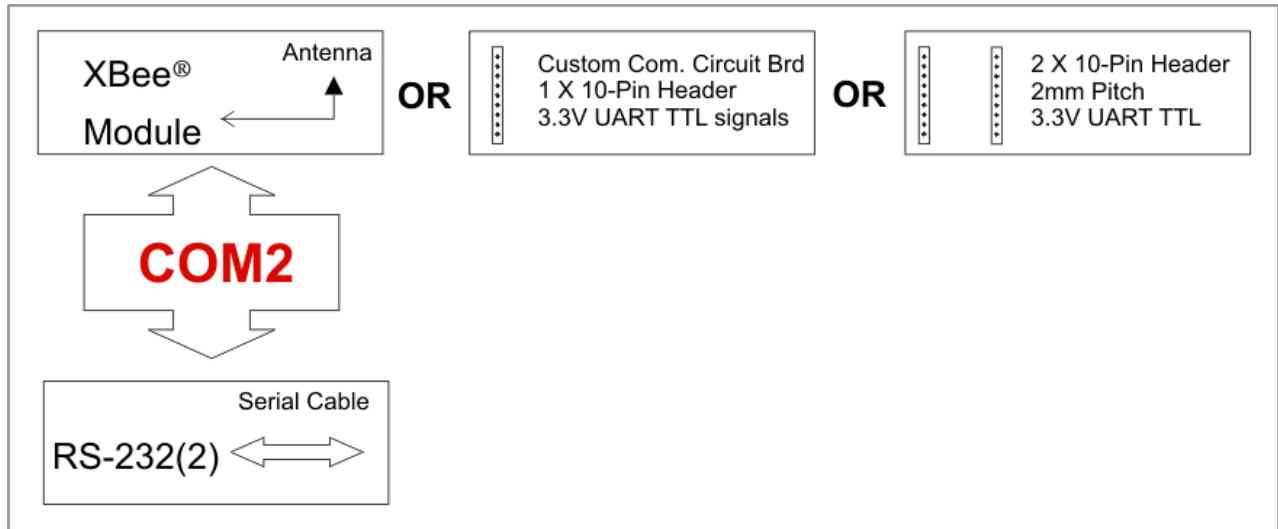 XBee®
Module
Antenna
OR
Custom Com. Circuit Brd
1 X 10-Pin Header
3.3V UART TTL signals
OR
2 X 10-Pin Header
2mm Pitch
3.3V UART TTL
COM2
Serial Cable
RS-232(2)